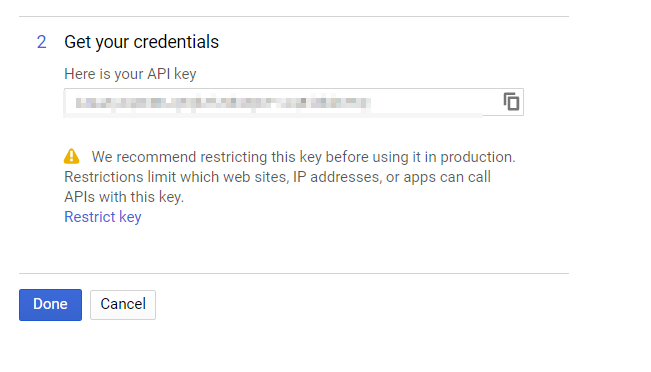 2 Get your credentials
Here is your API key
We recommend restricting this key before using it in production.
Restrictions limit which web sites, IP addresses, or apps can call
APIs with this key.
Restrict key
Done Cancel